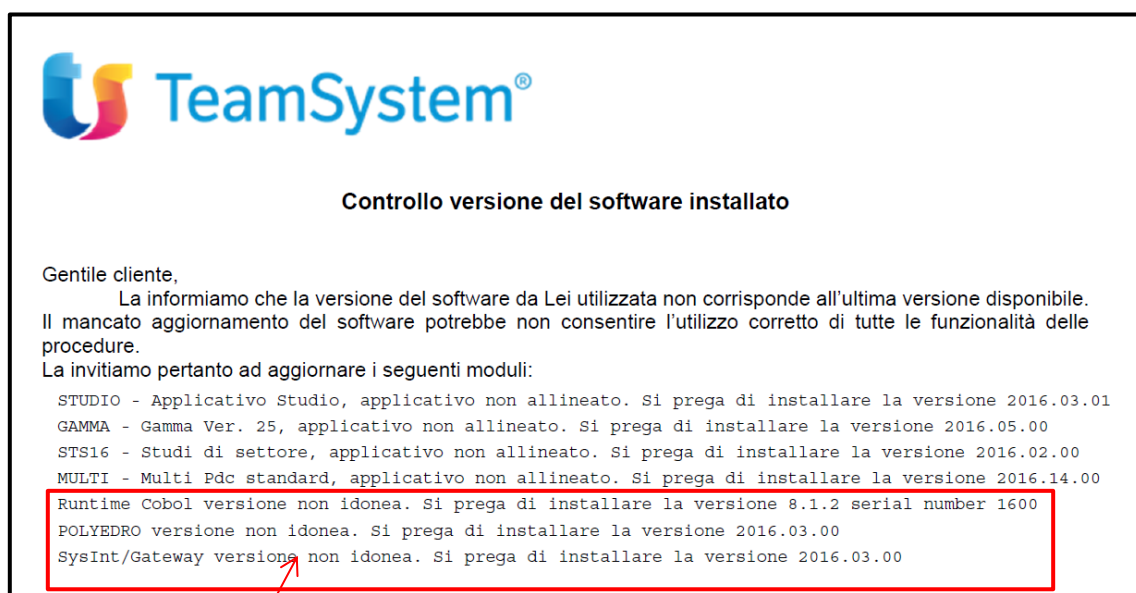 TeamSystem®
Controllo versione del software installato
Gentile cliente,
La informiamo che la versione del software da Lei utilizzata non corrisponde all'ultima versione disponibile.
Il mancato aggiornamento del software potrebbe non consentire l'utilizzo corretto di tutte le funzionalità delle
procedure.
La invitiamo pertanto ad aggiornare i seguenti moduli:
STUDIO - Applicativo Studio, applicativo non allineato. Si prega di installare la versione 2016.03.01
GAMMA - Gamma Ver. 25, applicativo non allineato. Si prega di installare la versione 2016.05.00
STS16 - Studi di settore, applicativo non allineato. Si prega di installare la versione 2016.02.00
MULTI - Multi Pdc standard, applicativo non allineato. Si prega di installare la versione 2016.14.00
Runtime Cobol versione non idonea. Si prega di installare la versione 8.1.2 serial number 1600
POLYEDRO versione non idonea. Si prega di installare la versione 2016.03.00
SysInt/Gateway versione non idonea. Si prega di installare la versione 2016.03.00